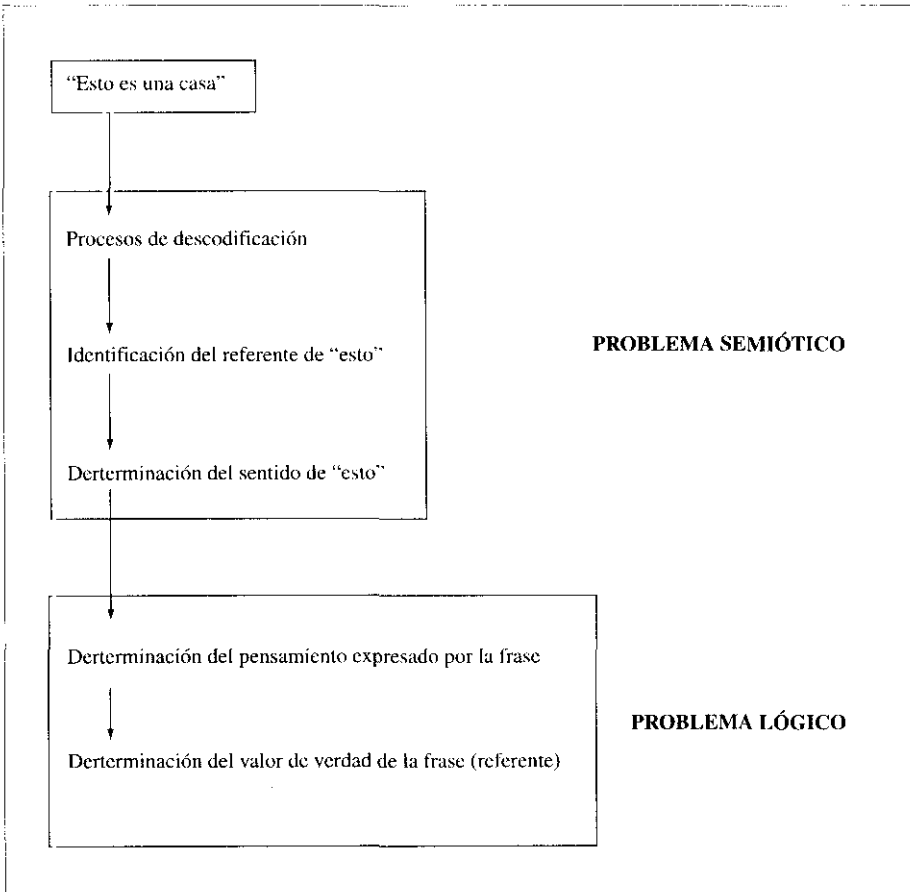 “Esto es una casa”
Procesos de descodificación
Identificación del referente de “esto”
PROBLEMA SEMIÓTICO
Derterminación del sentido de “esto”
Derterminación del pensamiento expresado por la frase
PROBLEMA LÓGICO
Derterminación del valor de verdad de la frase (referente)